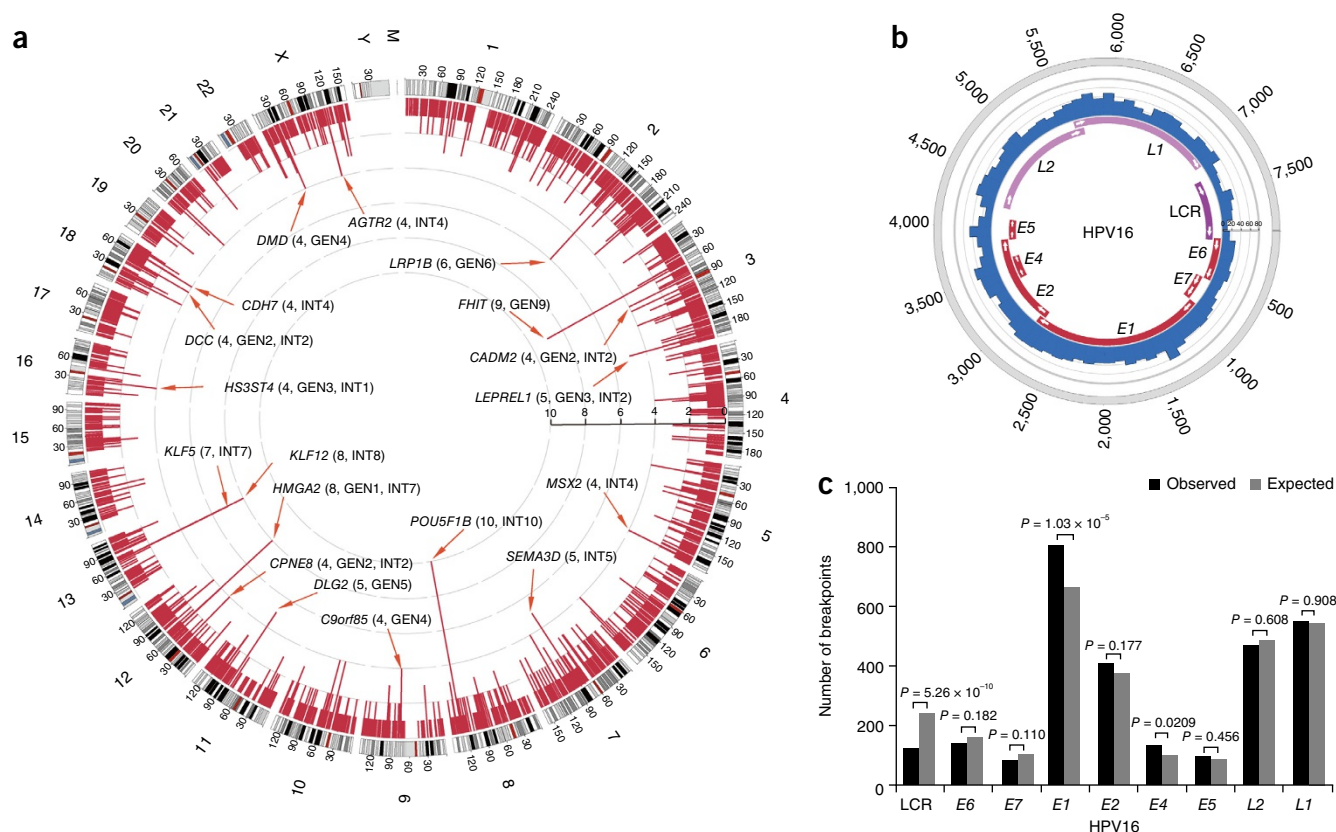 a
M
1
2
3
4
5
6
7
8
9
10
11
12
13
14
15
16
17
18
19
20
21
22
X
Y
AGTR2 (4, INT4)
DMD (4, GEN4)
LRP1B (6, GEN6)
FHIT (9, GEN9)
CDH7 (4, INT4)
DCC (4, GEN2, INT2)
CADM2 (4, GEN2, INT2)
HS3ST4 (4, GEN3, INT1)
LEPREL1 (5, GEN3, INT2)
10 8 6 4 2 0
KLF5 (7, INT7)
KLF12 (8, INT8)
HMGA2 (8, GEN1, INT7)
MSX2 (4, INT4)
POU5F1B (10, INT10)
SEMA3D (5, INT5)
CPNE8 (4, GEN2, INT2)
DLG2 (5, GEN5)
C9orf85 (4, GEN4)
b
6,000
6,500
7,000
7,500
500
1,000
1,500
2,000
2,500
3,000
3,500
4,000
4,500
5,000
5,500
L1
L2
LCR
0 20 40 60 80
E5
E4
E2
E6
E7
E1
HPV16
c
Observed
Expected
Number of breakpoints
1,000
800
600
400
200
0
P = 5.26 × 10⁻¹⁰
P = 0.182
P = 0.110
P = 1.03 × 10⁻⁵
P = 0.177
P = 0.0209
P = 0.456
P = 0.608
P = 0.908
LCR E6 E7 E1 E2 E4 E5 L2 L1
HPV16